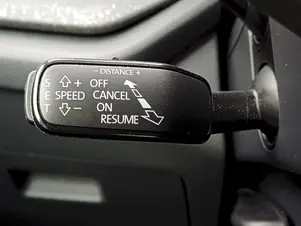 - DISTANCE +
S + OFF
E SPEED CANCEL
T - ON
RESUME